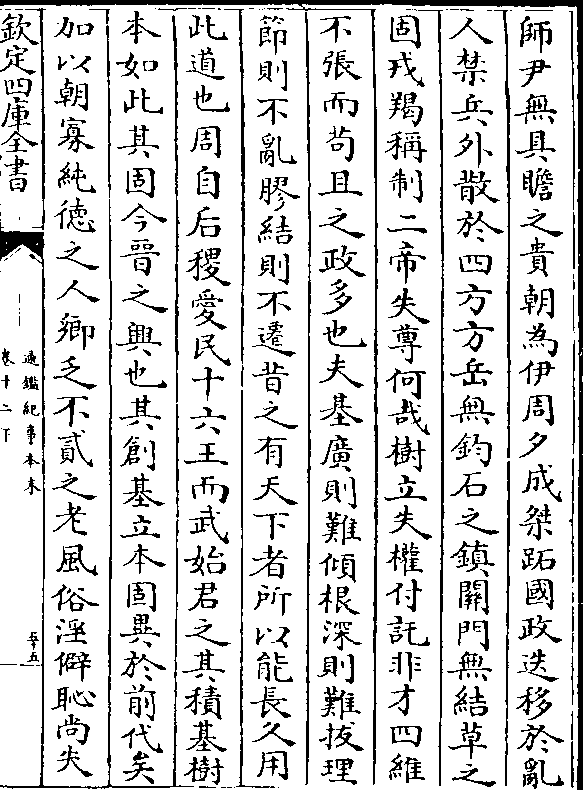 師尹無具瞻之貴朝為伊周夕成桀跖國政迭移於亂
人禁兵外散於四方方岳無鈞石之鎮關門無結草之
固戎羯稱制二帝失尊何哉樹立失權付託非才四維
不張而苟且之政多也夫基廣則難傾根深則難拔理
節則不亂膠結則不遷昔之有天下者所以能長久用
此道也周自后稷愛民十六王而武始君之其積基樹
本如此其固今晉之興也其創基立本固異於前代矣
加以朝寡純德之人鄉乏不貳之老風俗淫僻恥尚失
欽定四庫全書
通鑑紀事本末
卷十二下
五十五